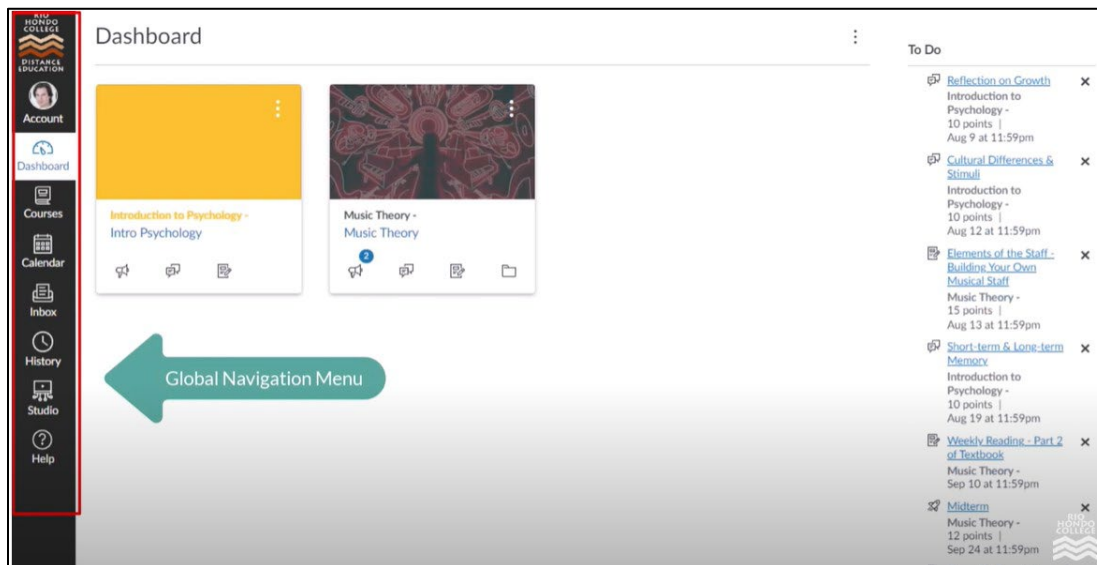 RIO
HONDO
COLLEGE
DISTANCE
EDUCATION
Account
Dashboard
Courses
Calendar
Inbox
History
Studio
Help
Dashboard
Introduction to Psychology -
Intro Psychology
Music Theory -
Music Theory
2
Global Navigation Menu
To Do
Reflection on Growth
Introduction to
Psychology -
10 points |
Aug 9 at 11:59pm
Cultural Differences &
Stimuli
Introduction to
Psychology -
10 points |
Aug 12 at 11:59pm
Elements of the Staff -
Building Your Own
Musical Staff
Music Theory -
15 points |
Aug 13 at 11:59pm
Short-term & Long-term
Memory
Introduction to
Psychology -
10 points |
Aug 19 at 11:59pm
Weekly Reading - Part 2
of Textbook
Music Theory -
Sep 10 at 11:59pm
Midterm
Music Theory -
12 points |
Sep 24 at 11:59pm
RIO
HONDO
COLLEGE